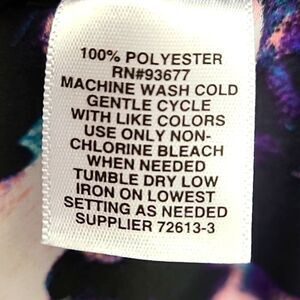 100% POLYESTER
RN#93677
MACHINE WASH COLD
GENTLE CYCLE
WITH LIKE COLORS
USE ONLY NON-
CHLORINE BLEACH
WHEN NEEDED
TUMBLE DRY LOW
IRON ON LOWEST
SETTING AS NEEDED
SUPPLIER 72613-3